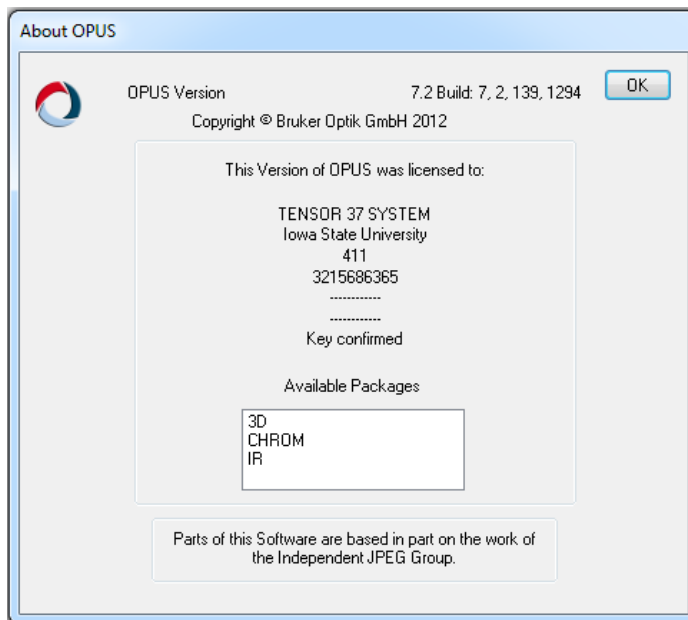 About OPUS
OPUS Version 7.2 Build: 7, 2, 139, 1294 OK
Copyright © Bruker Optik GmbH 2012
This Version of OPUS was licensed to:
TENSOR 37 SYSTEM
Iowa State University
411
3215686365
------------
------------
Key confirmed
Available Packages
3D
CHROM
IR
Parts of this Software are based in part on the work of
the Independent JPEG Group.